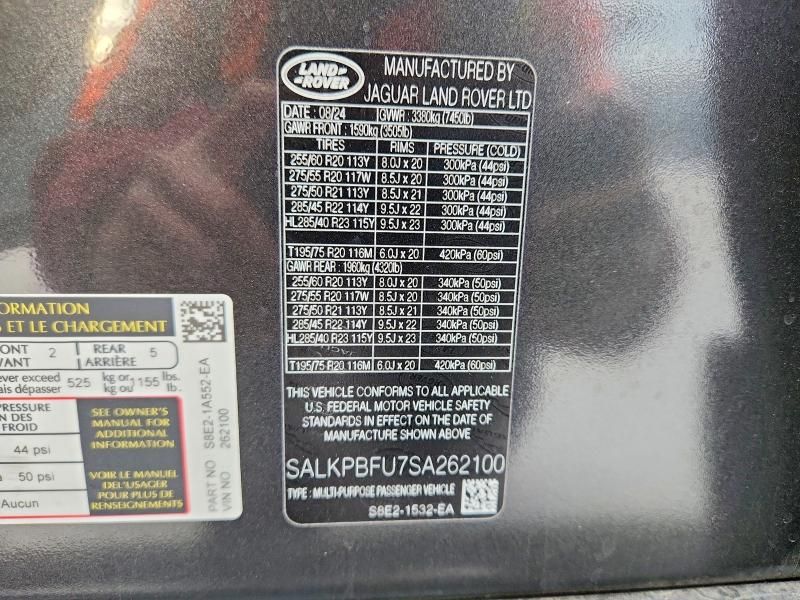 LAND ROVER
MANUFACTURED BY
JAGUAR LAND ROVER LTD
DATE : 08/24 GVWR : 3380kg (7450lb)
GAWR FRONT : 1590kg (3505lb)
TIRES RIMS PRESSURE (COLD)
255/60 R20 113Y 8.0J x 20 300kPa (44psi)
275/55 R20 117W 8.5J x 20 300kPa (44psi)
275/50 R21 113Y 8.5J x 21 300kPa (44psi)
285/45 R22 114Y 9.5J x 22 300kPa (44psi)
HL285/40 R23 115Y 9.5J x 23 300kPa (44psi)
T195/75 R20 116M 6.0J x 20 420kPa (60psi)
GAWR REAR : 1960kg (4320lb)
255/60 R20 113Y 8.0J x 20 340kPa (50psi)
275/55 R20 117W 8.5J x 20 340kPa (50psi)
275/50 R21 113Y 8.5J x 21 340kPa (50psi)
285/45 R22 114Y 9.5J x 22 340kPa (50psi)
HL285/40 R23 115Y 9.5J x 23 340kPa (50psi)
T195/75 R20 116M 6.0J x 20 420kPa (60psi)
THIS VEHICLE CONFORMS TO ALL APPLICABLE
U.S. FEDERAL MOTOR VEHICLE SAFETY
STANDARDS IN EFFECT ON THE DATE OF
MANUFACTURE SHOWN ABOVE
SALKPBFU7SA262100
TYPE : MULTI-PURPOSE PASSENGER VEHICLE
S8E2-1532-EA
ORMATION
S ET LE CHARGEMENT
ONT 2 REAR 5
VANT ARRIÈRE
ever exceed 525 kg or 1155 lbs.
ais dépasser kg ou lb.
PRESSURE
N DES
FROID
44 psi
50 psi
Aucun
SEE OWNER'S
MANUAL FOR
ADDITIONAL
INFORMATION
VOIR LE MANUEL
DE L'USAGER
POUR PLUS DE
RENSEIGNEMENTS
PART NO S8E2-1A552-EA
VIN NO 262100